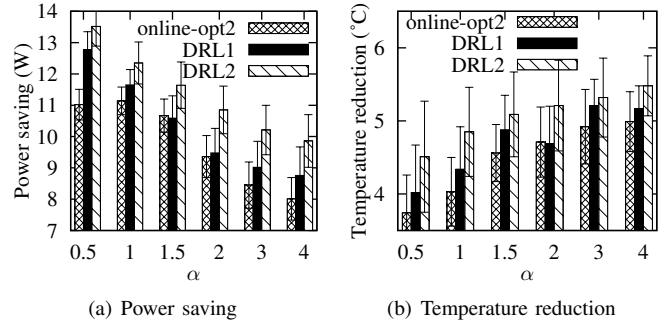 online-opt2
DRL1
DRL2
Power saving (W)
14
13
12
11
10
9
8
7
0.5 1 1.5 2 3 4
α
(a) Power saving
online-opt2
DRL1
DRL2
Temperature reduction (˚C)
6
5
4
0.5 1 1.5 2 3 4
α
(b) Temperature reduction